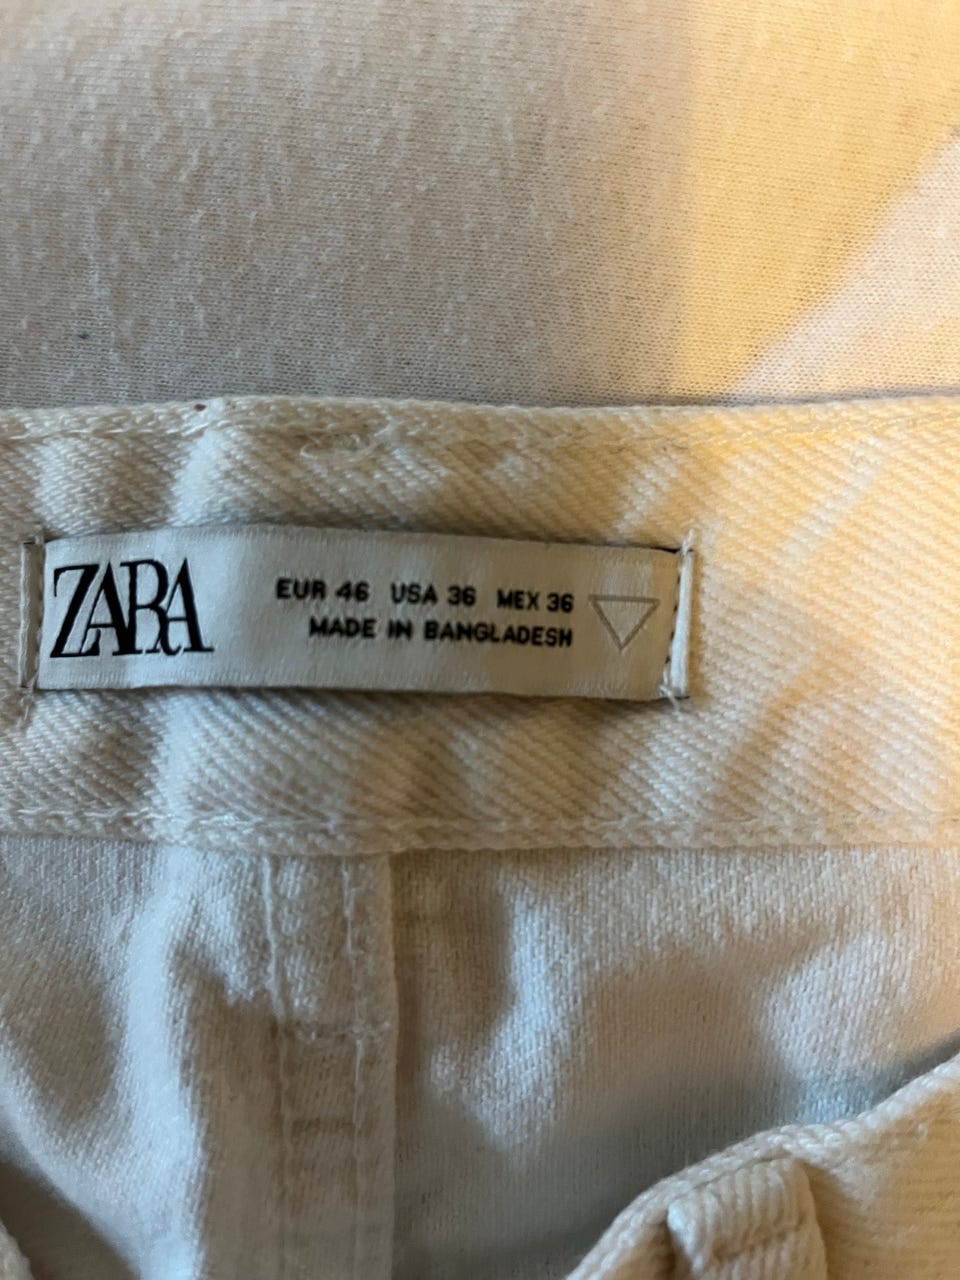 ZARA
EUR 46 USA 36 MEX 36
MADE IN BANGLADESH